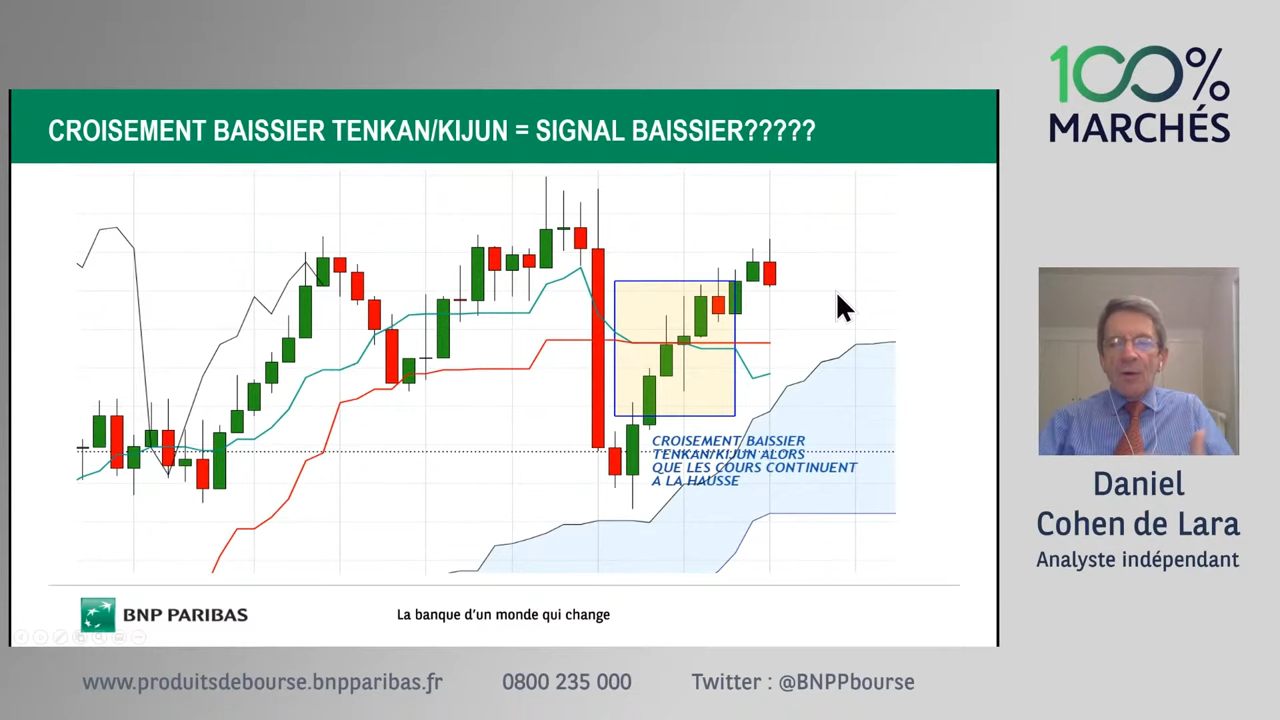 100%
MARCHÉS
CROISEMENT BAISSIER TENKAN/KIJUN = SIGNAL BAISSIER?????
CROISEMENT BAISSIER
TENKAN/KIJUN ALORS
QUE LES COURS CONTINUENT
A LA HAUSSE
Daniel
Cohen de Lara
Analyste indépendant
BNP PARIBAS
La banque d'un monde qui change
www.produitsdebourse.bnpparibas.fr
0800 235 000
Twitter : @BNPPbourse